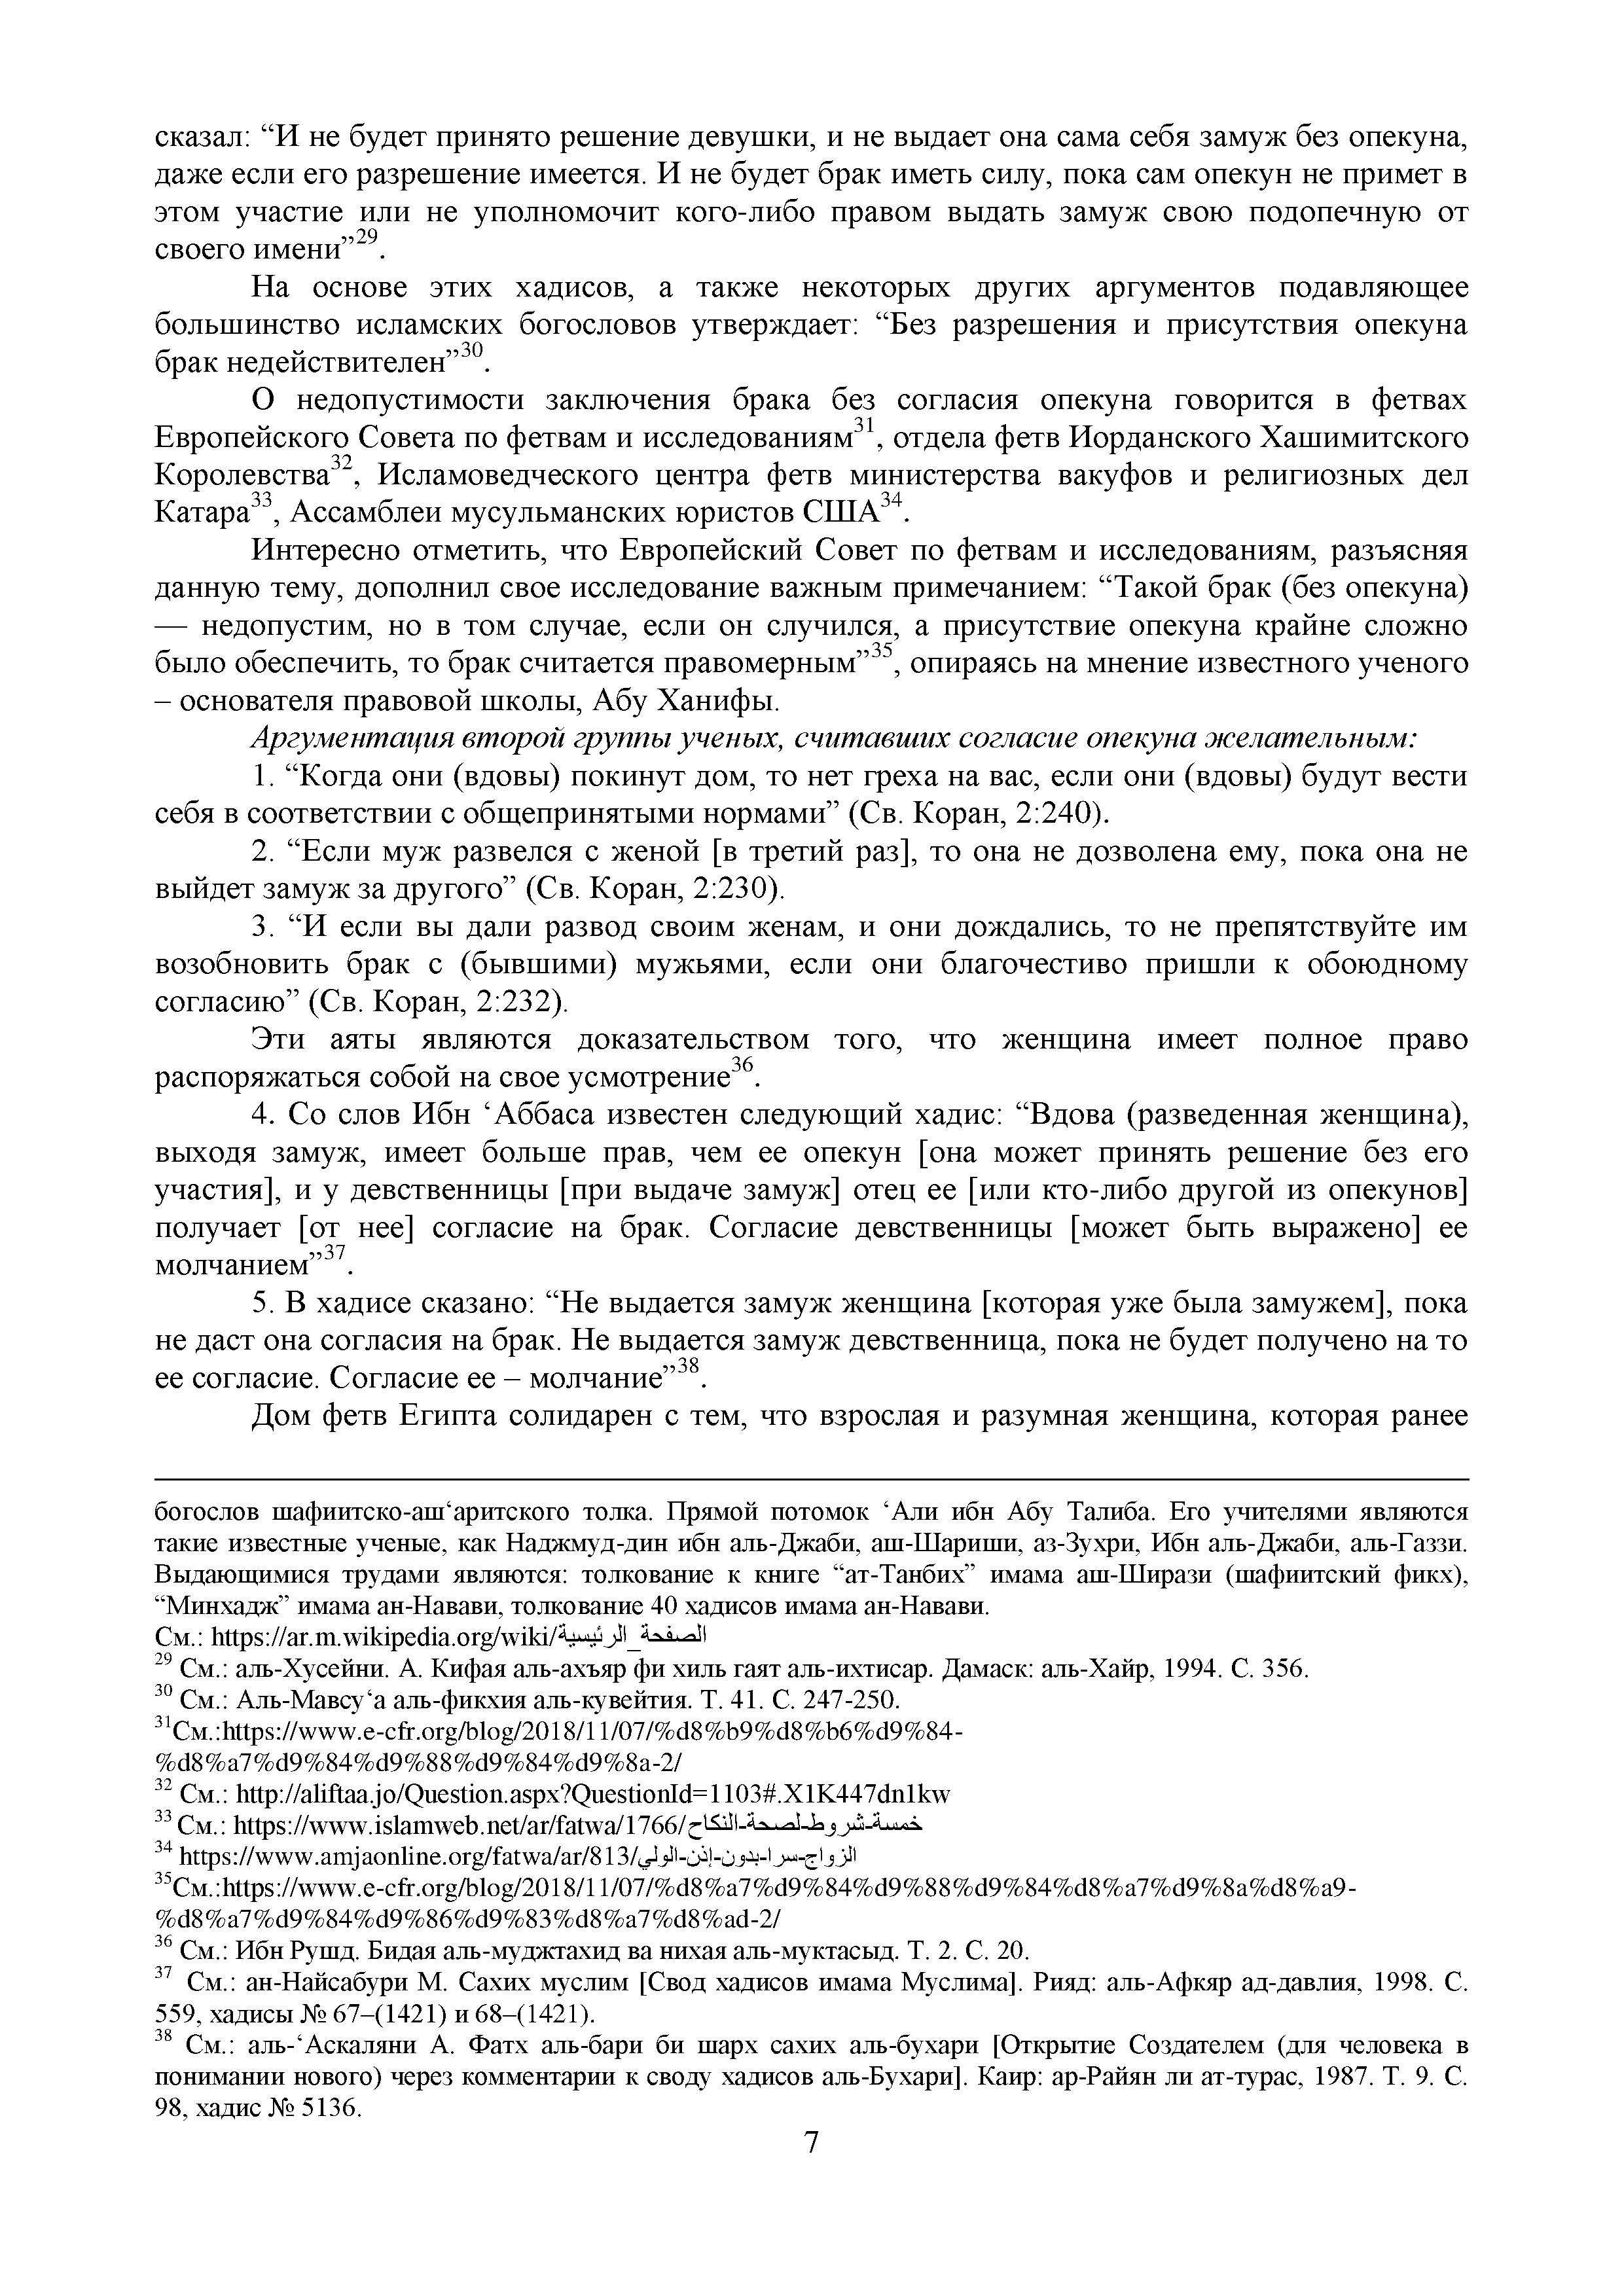 сказал: “И не будет принято решение девушки, и не выдает она сама себя замуж без опекуна,
даже если его разрешение имеется. И не будет брак иметь силу, пока сам опекун не примет в
этом участие или не уполномочит кого-либо правом выдать замуж свою подопечную от
своего имени”29.
На основе этих хадисов, а также некоторых других аргументов подавляющее
большинство исламских богословов утверждает: “Без разрешения и присутствия опекуна
брак недействителен”30.
О недопустимости заключения брака без согласия опекуна говорится в фетвах
Европейского Совета по фетвам и исследованиям31, отдела фетв Иорданского Хашимитского
Королевства32, Исламоведческого центра фетв министерства вакуфов и религиозных дел
Катара33, Ассамблеи мусульманских юристов США34.
Интересно отметить, что Европейский Совет по фетвам и исследованиям, разъясняя
данную тему, дополнил свое исследование важным примечанием: “Такой брак (без опекуна)
— недопустим, но в том случае, если он случился, а присутствие опекуна крайне сложно
было обеспечить, то брак считается правомерным”35, опираясь на мнение известного ученого
– основателя правовой школы, Абу Ханифы.
Аргументация второй группы ученых, считавших согласие опекуна желательным:
1. “Когда они (вдовы) покинут дом, то нет греха на вас, если они (вдовы) будут вести
себя в соответствии с общепринятыми нормами” (Св. Коран, 2:240).
2. “Если муж развелся с женой [в третий раз], то она не дозволена ему, пока она не
выйдет замуж за другого” (Св. Коран, 2:230).
3. “И если вы дали развод своим женам, и они дождались, то не препятствуйте им
возобновить брак с (бывшими) мужьями, если они благочестиво пришли к обоюдному
согласию” (Св. Коран, 2:232).
Эти аяты являются доказательством того, что женщина имеет полное право
распоряжаться собой на свое усмотрение36.
4. Со слов Ибн ‘Аббаса известен следующий хадис: “Вдова (разведенная женщина),
выходя замуж, имеет больше прав, чем ее опекун [она может принять решение без его
участия], и у девственницы [при выдаче замуж] отец ее [или кто-либо другой из опекунов]
получает [от нее] согласие на брак. Согласие девственницы [может быть выражено] ее
молчанием”37.
5. В хадисе сказано: “Не выдается замуж женщина [которая уже была замужем], пока
не даст она согласия на брак. Не выдается замуж девственница, пока не будет получено на то
ее согласие. Согласие ее – молчание”38.
Дом фетв Египта солидарен с тем, что взрослая и разумная женщина, которая ранее
богослов шафиитско-аш‘аритского толка. Прямой потомок ‘Али ибн Абу Талиба. Его учителями являются
такие известные ученые, как Наджмуд-дин ибн аль-Джаби, аш-Шариши, аз-Зухри, Ибн аль-Джаби, аль-Газзи.
Выдающимися трудами являются: толкование к книге “ат-Танбих” имама аш-Ширази (шафиитский фикх),
“Минхадж” имама ан-Навави, толкование 40 хадисов имама ан-Навави.
См.: https://ar.m.wikipedia.org/wiki/الصفحة_الرئيسية
29 См.: аль-Хусейни. А. Кифая аль-ахъяр фи хиль гаят аль-ихтисар. Дамаск: аль-Хайр, 1994. С. 356.
30 См.: Аль-Мавсу‘а аль-фикхия аль-кувейтия. Т. 41. С. 247-250.
31См.:https://www.e-cfr.org/blog/2018/11/07/%d8%b9%d8%b6%d9%84-
%d8%a7%d9%84%d9%88%d9%84%d9%8a-2/
32 См.: http://aliftaa.jo/Question.aspx?QuestionId=1103#.X1K447dn1kw
33 См.: https://www.islamweb.net/ar/fatwa/1766/خمسة-شروط-لصحة-النكاح
34 https://www.amjaonline.org/fatwa/ar/813/الزواج-سرا-بدون-إذن-الولي
35См.:https://www.e-cfr.org/blog/2018/11/07/%d8%a7%d9%84%d9%88%d9%84%d8%a7%d9%8a%d8%a9-
%d8%a7%d9%84%d9%86%d9%83%d8%a7%d8%ad-2/
36 См.: Ибн Рушд. Бидая аль-муджтахид ва нихая аль-муктасыд. Т. 2. С. 20.
37 См.: ан-Найсабури М. Сахих муслим [Свод хадисов имама Муслима]. Рияд: аль-Афкяр ад-давлия, 1998. С.
559, хадисы № 67–(1421) и 68–(1421).
38 См.: аль-‘Аскаляни А. Фатх аль-бари би шарх сахих аль-бухари [Открытие Создателем (для человека в
понимании нового) через комментарии к своду хадисов аль-Бухари]. Каир: ар-Райян ли ат-турас, 1987. Т. 9. С.
98, хадис № 5136.
7